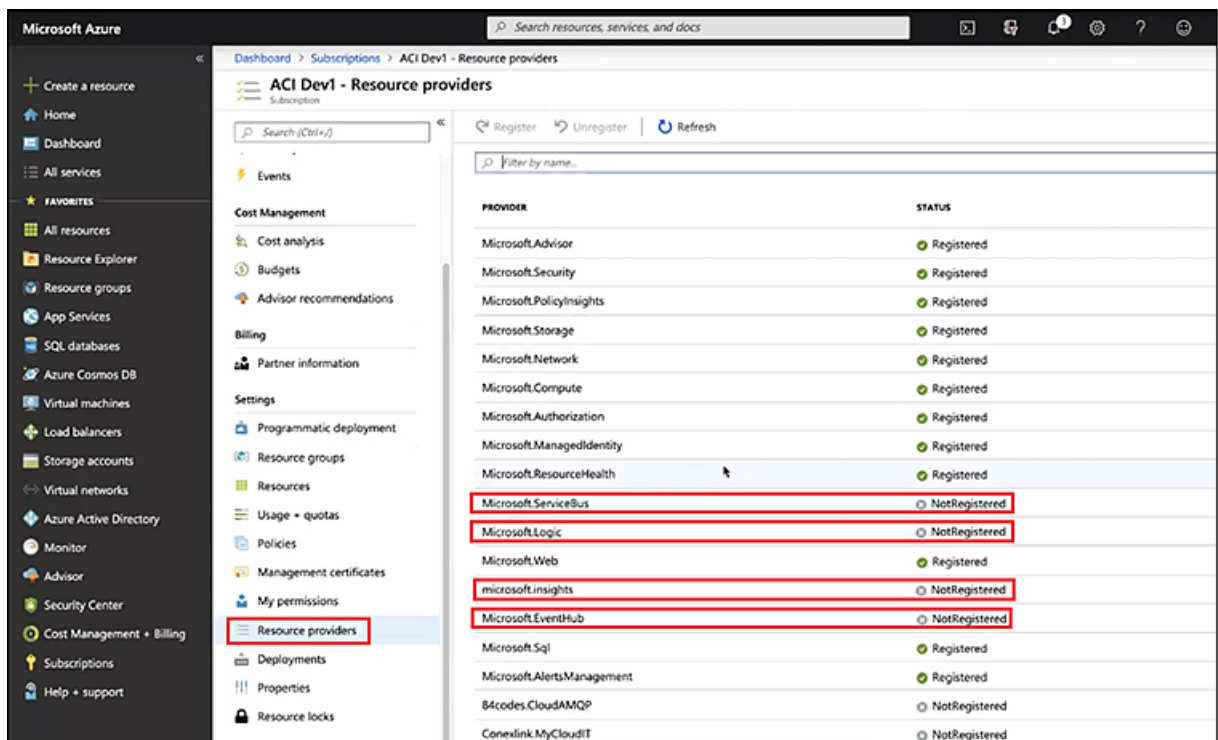 Microsoft Azure
Search resources, services, and docs
1
Create a resource
Home
Dashboard
All services
FAVORITES
All resources
Resource Explorer
Resource groups
App Services
SQL databases
Azure Cosmos DB
Virtual machines
Load balancers
Storage accounts
Virtual networks
Azure Active Directory
Monitor
Advisor
Security Center
Cost Management + Billing
Subscriptions
Help + support
Dashboard > Subscriptions > ACI Dev1 - Resource providers
ACI Dev1 - Resource providers
Subscription
Search (Ctrl+/)
Events
Cost Management
Cost analysis
Budgets
Advisor recommendations
Billing
Partner information
Settings
Programmatic deployment
Resource groups
Resources
Usage + quotas
Policies
Management certificates
My permissions
Resource providers
Deployments
Properties
Resource locks
Register Unregister Refresh
Filter by name...
PROVIDER STATUS
Microsoft.Advisor Registered
Microsoft.Security Registered
Microsoft.PolicyInsights Registered
Microsoft.Storage Registered
Microsoft.Network Registered
Microsoft.Compute Registered
Microsoft.Authorization Registered
Microsoft.ManagedIdentity Registered
Microsoft.ResourceHealth Registered
Microsoft.ServiceBus NotRegistered
Microsoft.Logic NotRegistered
Microsoft.Web Registered
microsoft.insights NotRegistered
Microsoft.EventHub NotRegistered
Microsoft.Sql Registered
Microsoft.AlertsManagement Registered
84codes.CloudAMQP NotRegistered
Conexlink.MyCloudIT NotRegistered